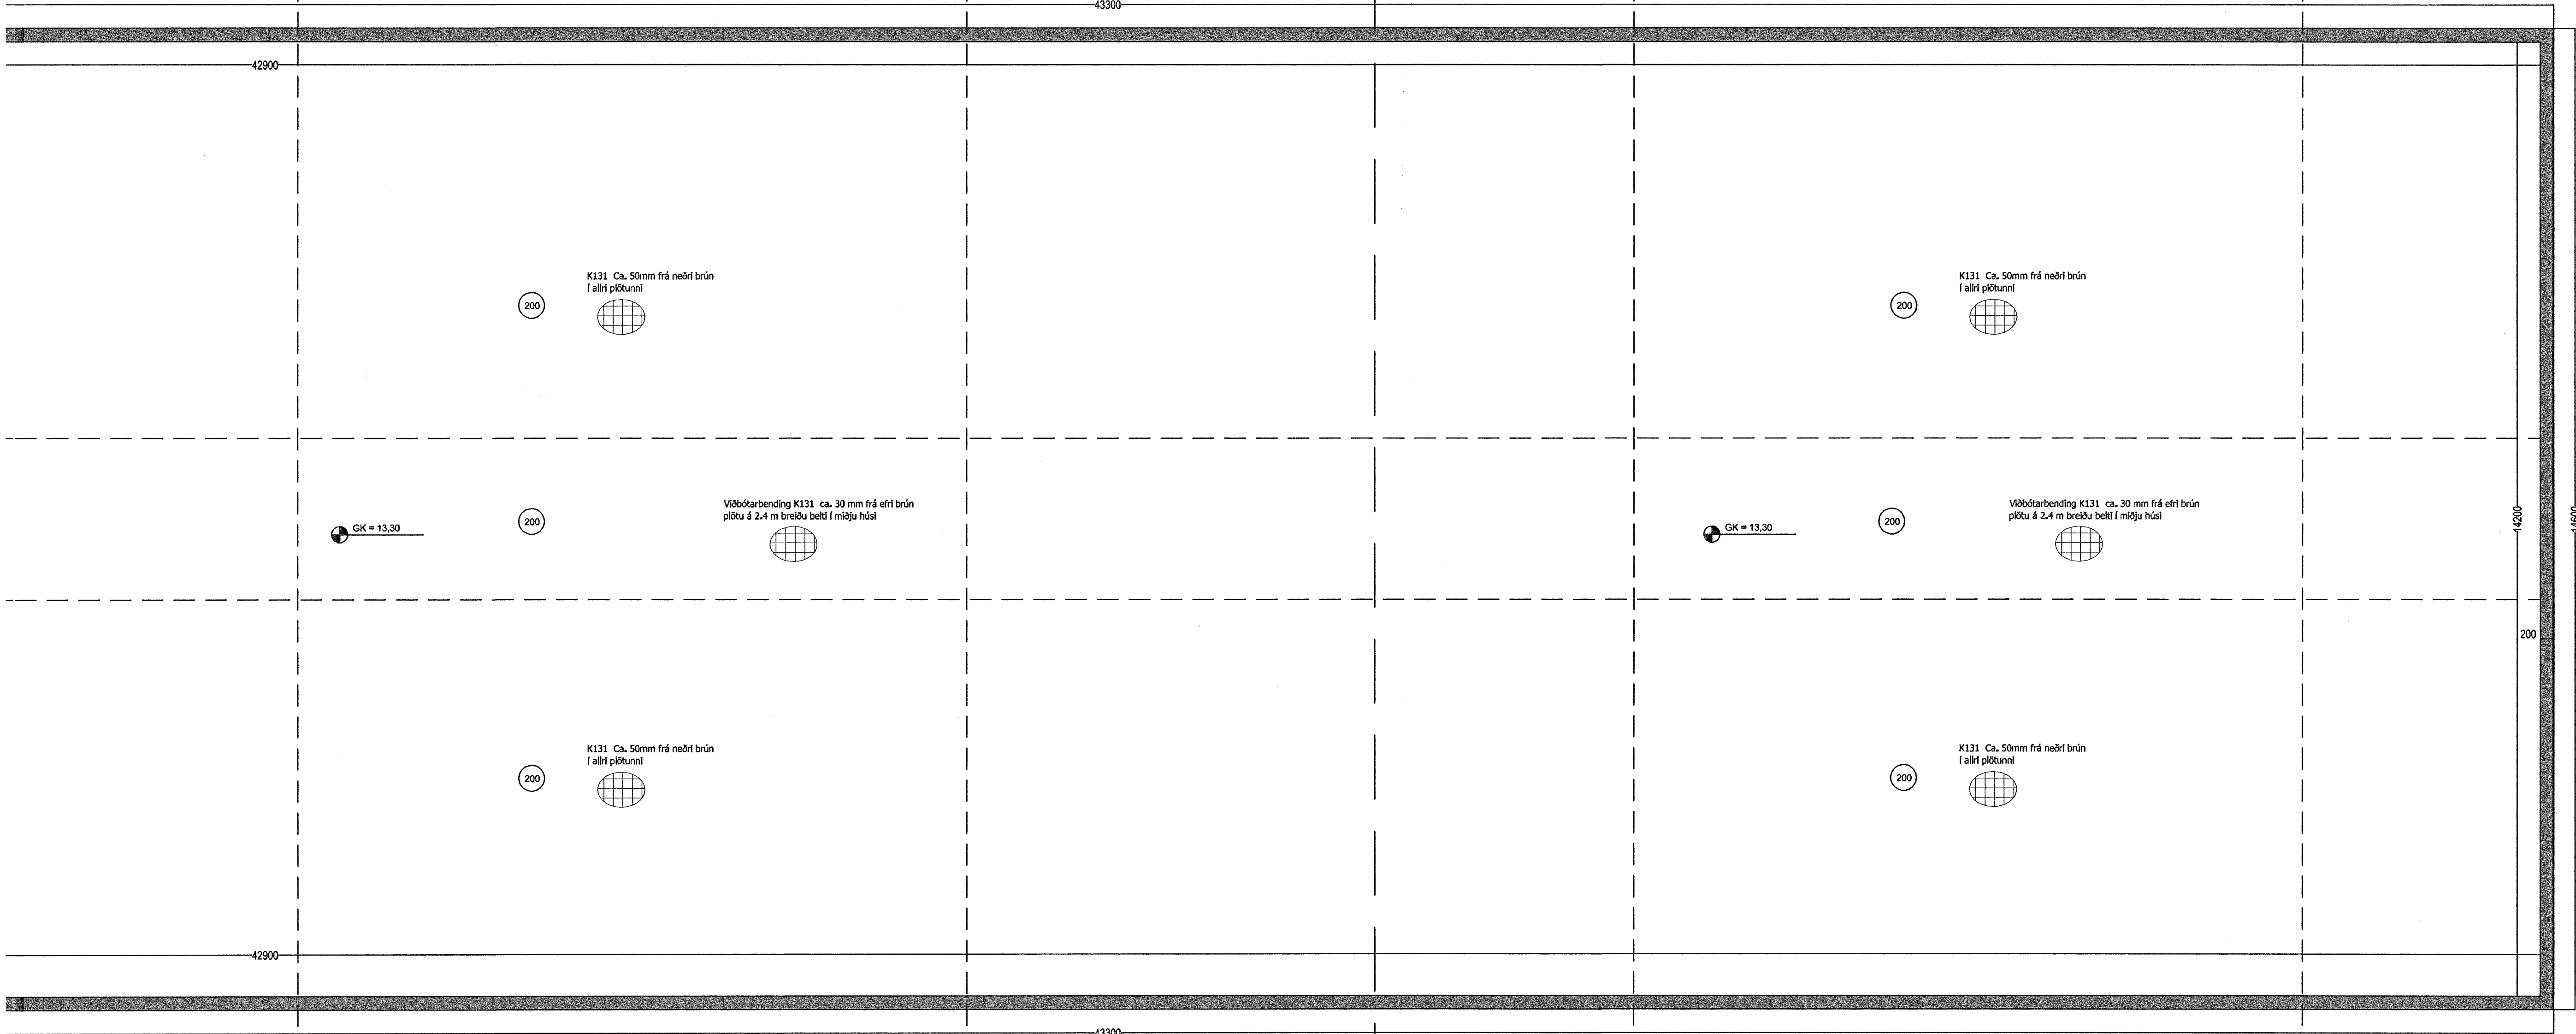 43300
42900
K131 Ca. 50mm frá neðri brún
í allri plötunni
200
K131 Ca. 50mm frá neðri brún
í allri plötunni
200
Viðbótarbending K131 ca. 30 mm frá efri brún
plötu á 2.4 m breiðu belti í miðju húsi
200
GK = 13,30
Viðbótarbending K131 ca. 30 mm frá efri brún
plötu á 2.4 m breiðu belti í miðju húsi
200
GK = 13,30
14200
14600
200
K131 Ca. 50mm frá neðri brún
í allri plötunni
200
K131 Ca. 50mm frá neðri brún
í allri plötunni
200
42900
43300